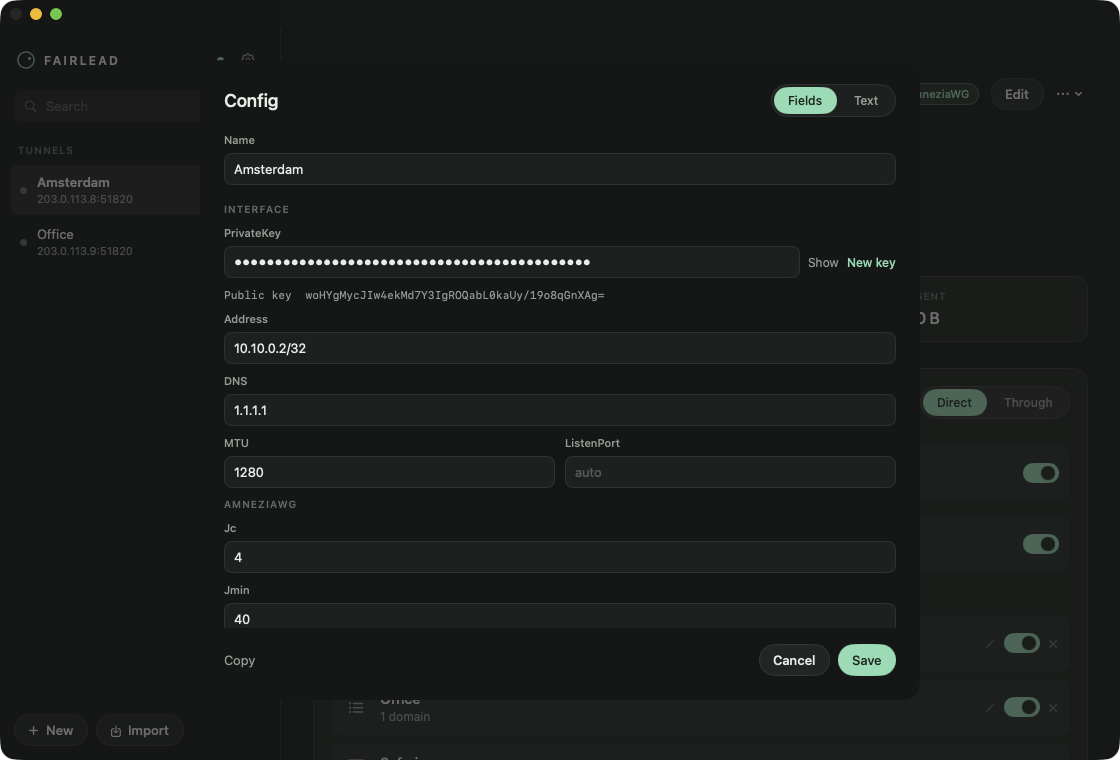 FAIRLEAD
Search
TUNNELS
Amsterdam
203.0.113.8:51820
Office
203.0.113.9:51820
New
Import
Config
Fields
Text
Name
Amsterdam
INTERFACE
PrivateKey
Show
New key
Public key woHYgMycJIw4ekMd7Y3IgROQabL0kaUy/19o8qGnXAg=
Address
10.10.0.2/32
DNS
1.1.1.1
MTU
ListenPort
1280
auto
AMNEZIAWG
Jc
4
Jmin
40
Copy
Cancel
Save
Edit
0 B
Direct
Through
Office
1 domain